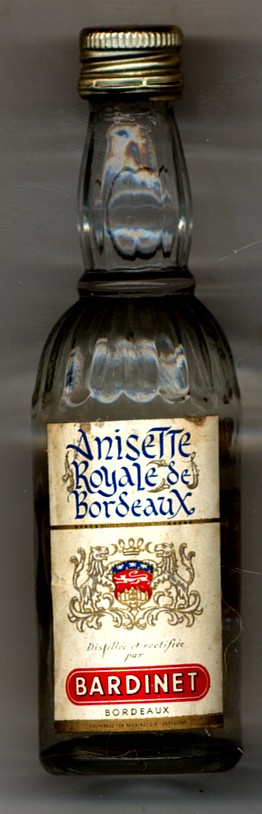 Anisette
Royale de
Bordeaux
Distillée et rectifiée
par
BARDINET
BORDEAUX